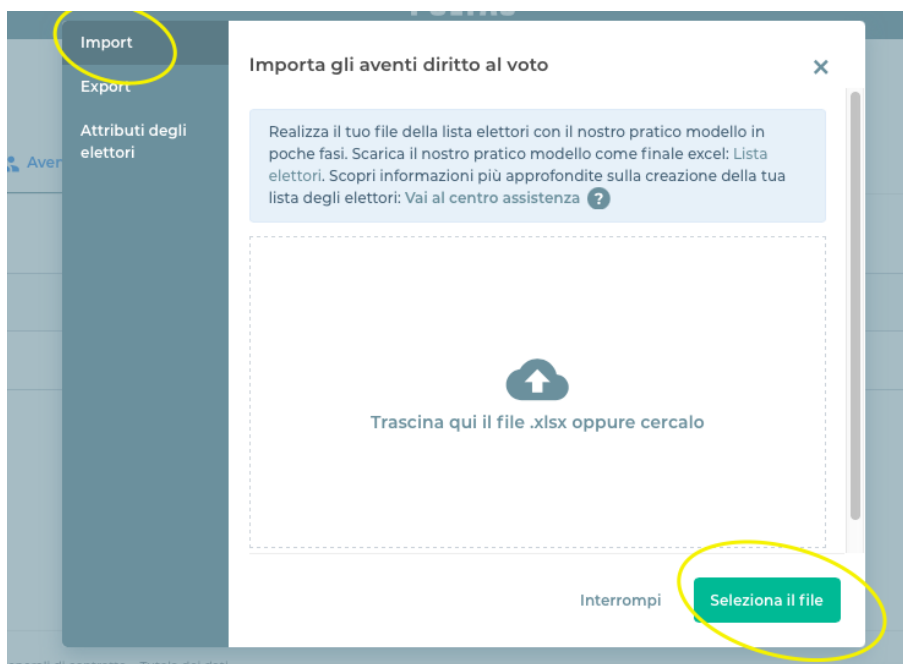 Import
Export
Attributi degli
elettori
Aven
Importa gli aventi diritto al voto
Realizza il tuo file della lista elettori con il nostro pratico modello in
poche fasi. Scarica il nostro pratico modello come finale excel: Lista
elettori. Scopri informazioni più approfondite sulla creazione della tua
lista degli elettori: Vai al centro assistenza ?
Trascina qui il file .xlsx oppure cercalo
Interrompi
Seleziona il file